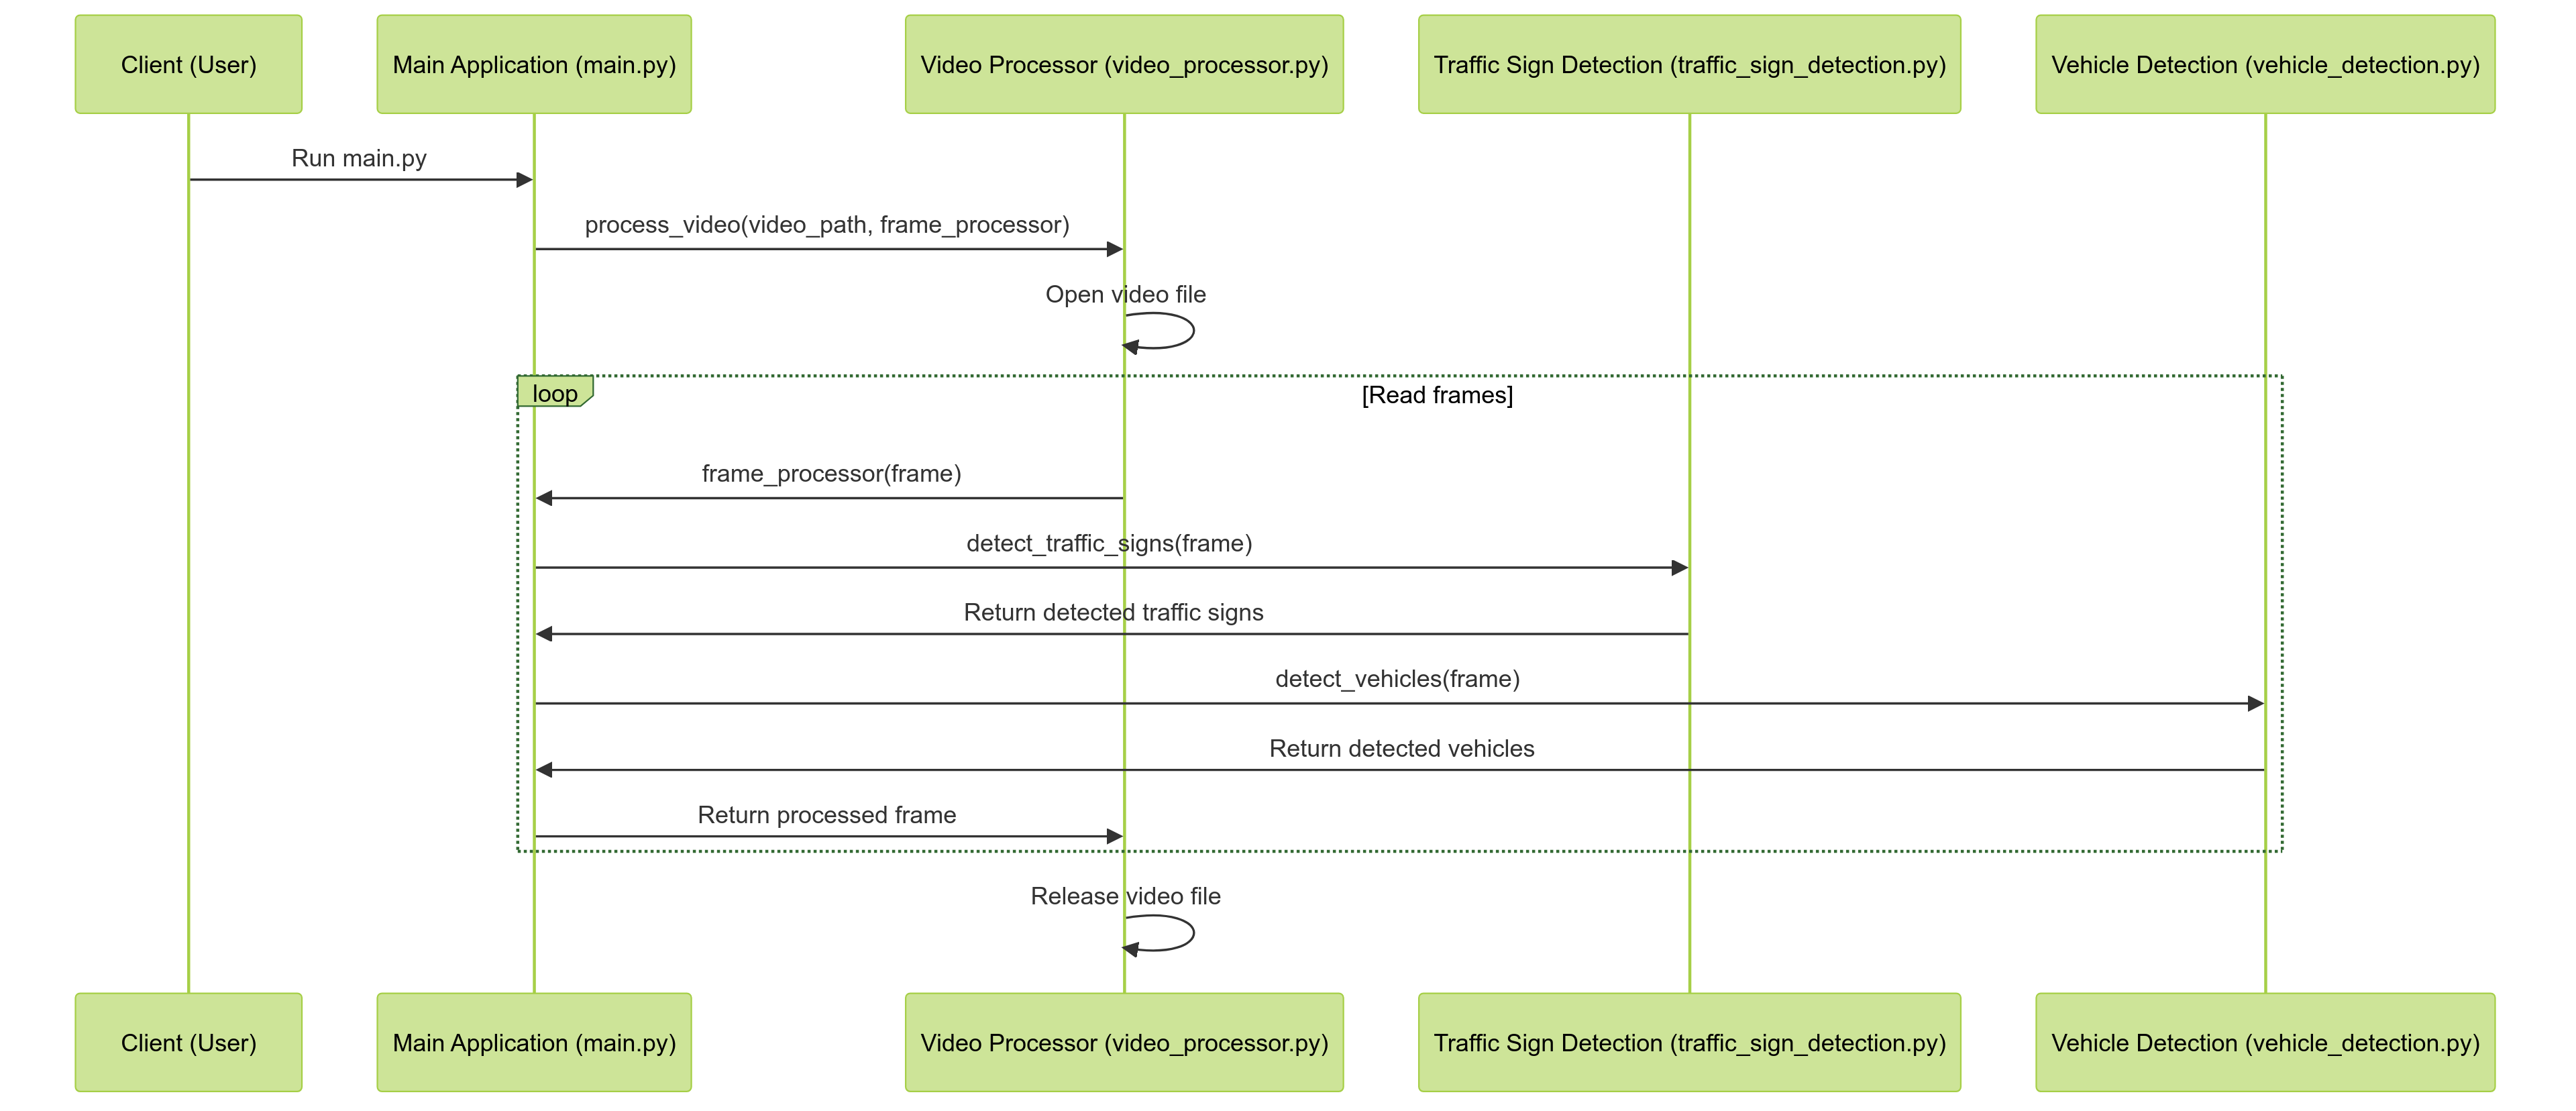 Client (User)
Main Application (main.py)
Video Processor (video_processor.py)
Traffic Sign Detection (traffic_sign_detection.py)
Vehicle Detection (vehicle_detection.py)
Run main.py
process_video(video_path, frame_processor)
Open video file
loop
[Read frames]
frame_processor(frame)
detect_traffic_signs(frame)
Return detected traffic signs
detect_vehicles(frame)
Return detected vehicles
Return processed frame
Release video file
Client (User)
Main Application (main.py)
Video Processor (video_processor.py)
Traffic Sign Detection (traffic_sign_detection.py)
Vehicle Detection (vehicle_detection.py)